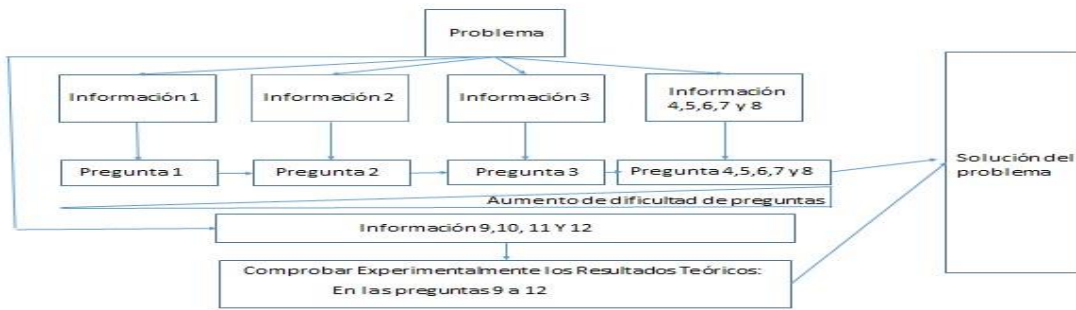 Problema
Información 1
Información 2
Información 3
Información
4,5,6,7 y 8
Pregunta 1
Pregunta 2
Pregunta 3
Pregunta 4,5,6,7 y 8
Solución del
problema
Aumento de dificultad de preguntas
Información 9,10, 11 Y 12
Comprobar Experimentalmente los Resultados Teóricos:
En las preguntas 9 a 12